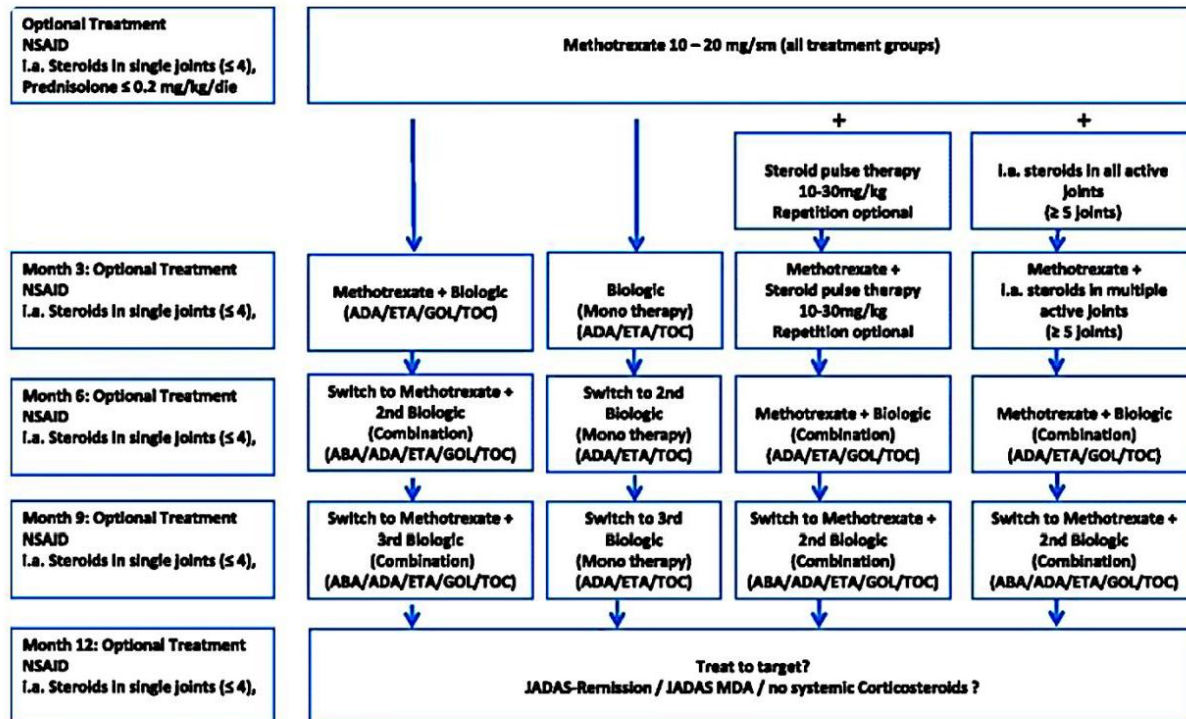 Optional Treatment
NSAID
i.a. Steroids in single joints (≤ 4),
Prednisolone ≤ 0.2 mg/kg/die
Methotrexate 10 – 20 mg/sm (all treatment groups)
+
+
Steroid pulse therapy
10-30mg/kg
Repetition optional
i.a. steroids in all active
joints
(≥ 5 joints)
Month 3: Optional Treatment
NSAID
i.a. Steroids in single joints (≤ 4),
Methotrexate + Biologic
(ADA/ETA/GOL/TOC)
Biologic
(Mono therapy)
(ADA/ETA/TOC)
Methotrexate +
Steroid pulse therapy
10-30mg/kg
Repetition optional
Methotrexate +
i.a. steroids in multiple
active joints
(≥ 5 joints)
Month 6: Optional Treatment
NSAID
i.a. Steroids in single joints (≤ 4),
Switch to Methotrexate +
2nd Biologic
(Combination)
(ABA/ADA/ETA/GOL/TOC)
Switch to 2nd
Biologic
(Mono therapy)
(ADA/ETA/TOC)
Methotrexate + Biologic
(Combination)
(ADA/ETA/GOL/TOC)
Methotrexate + Biologic
(Combination)
(ADA/ETA/GOL/TOC)
Month 9: Optional Treatment
NSAID
i.a. Steroids in single joints (≤ 4),
Switch to Methotrexate +
3rd Biologic
(Combination)
(ABA/ADA/ETA/GOL/TOC)
Switch to 3rd
Biologic
(Mono therapy)
(ADA/ETA/TOC)
Switch to Methotrexate +
2nd Biologic
(Combination)
(ABA/ADA/ETA/GOL/TOC)
Switch to Methotrexate +
2nd Biologic
(Combination)
(ABA/ADA/ETA/GOL/TOC)
Month 12: Optional Treatment
NSAID
i.a. Steroids in single joints (≤ 4),
Treat to target?
JADAS-Remission / JADAS MDA / no systemic Corticosteroids ?